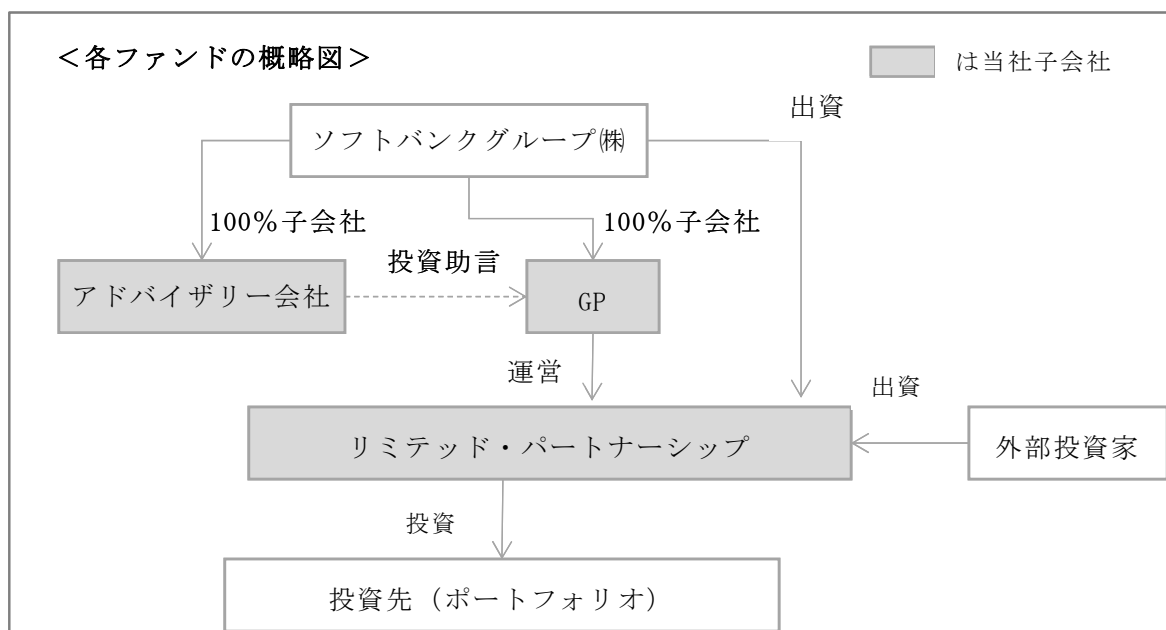 ＜各ファンドの概略図＞
は当社子会社
出資
ソフトバンクグループ㈱
100％子会社
100％子会社
投資助言
アドバイザリー会社
GP
運営
出資
リミテッド・パートナーシップ
外部投資家
投資
投資先（ポートフォリオ）